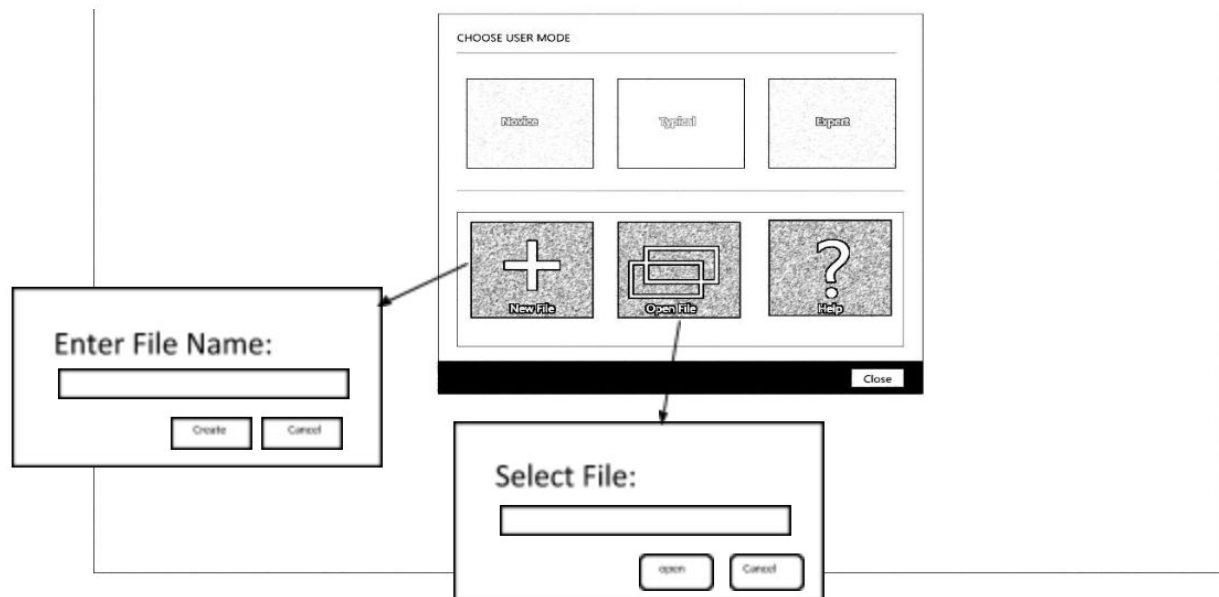 CHOOSE USER MODE
Novice Typical Expert
New File Open File Help
Close
Enter File Name:
Create Cancel
Select File:
open Cancel